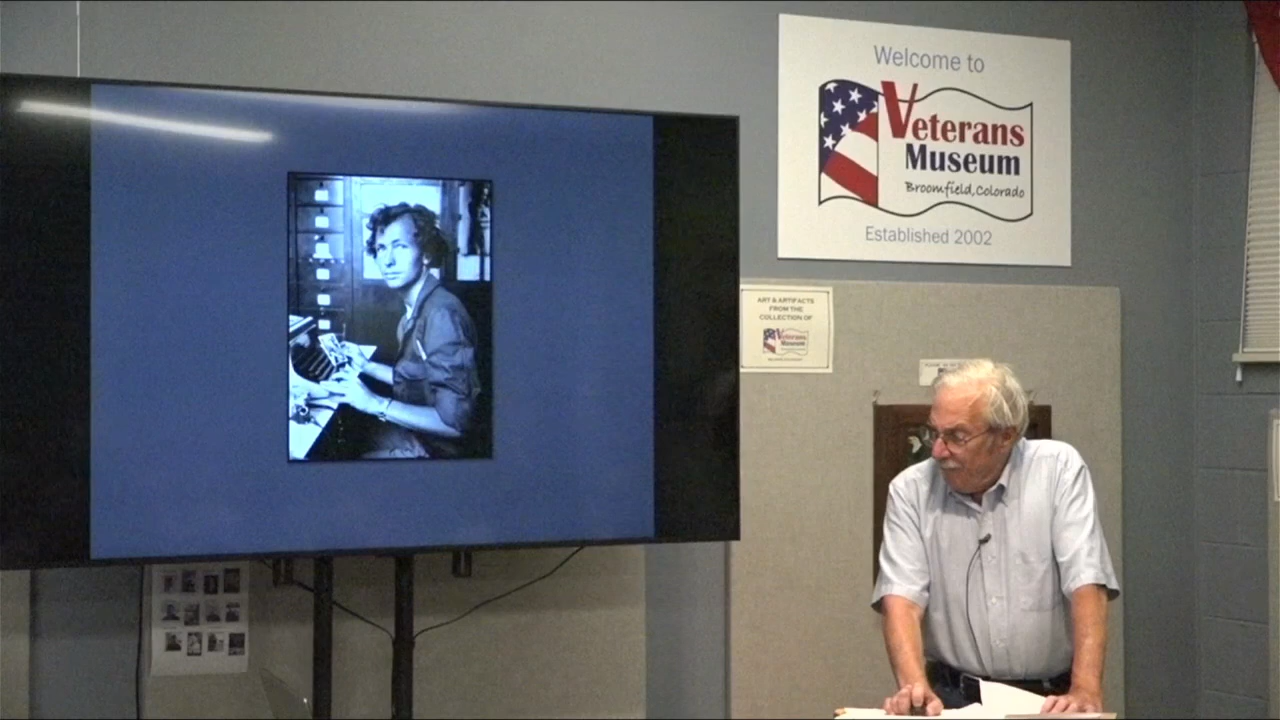 Welcome to
Veterans
Museum
Broomfield, Colorado
Established 2002
ART & ARTIFACTS
FROM THE
COLLECTION OF
Veterans
Museum